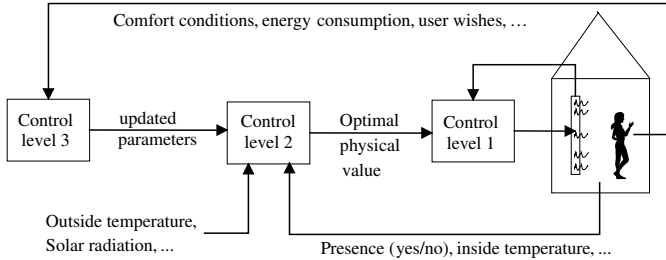 Comfort conditions, energy consumption, user wishes, ...
Control
level 3
updated
parameters
Control
level 2
Optimal
physical
value
Control
level 1
Outside temperature,
Solar radiation, ...
Presence (yes/no), inside temperature, ...